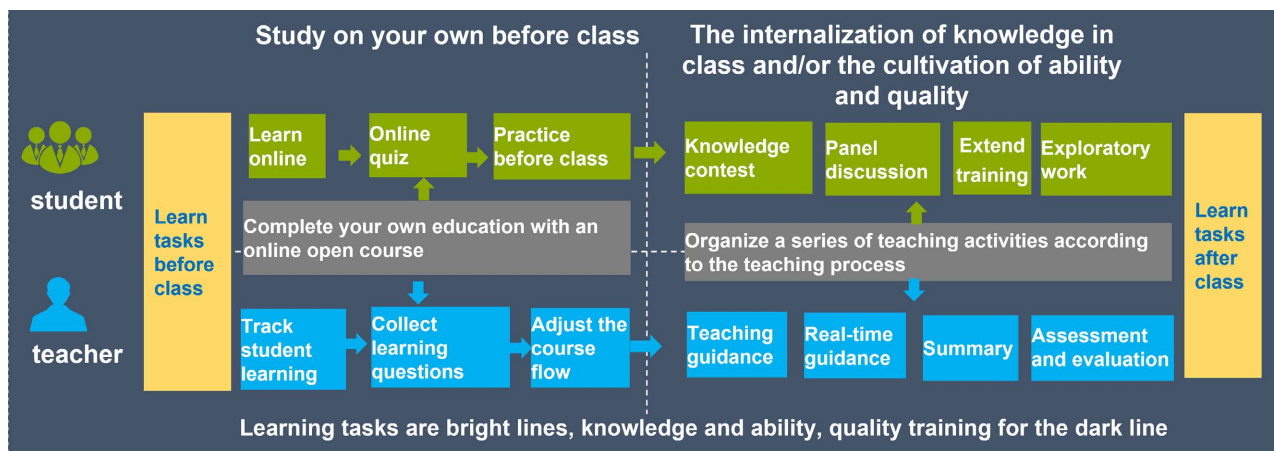 Study on your own before class
The internalization of knowledge in
class and/or the cultivation of ability
and quality
student
teacher
Learn
tasks
before
class
Learn
online
Online
quiz
Practice
before class
Complete your own education with an
online open course
Track
student
learning
Collect
learning
questions
Adjust the
course
flow
Knowledge
contest
Panel
discussion
Extend
training
Exploratory
work
Organize a series of teaching activities according
to the teaching process
Teaching
guidance
Real-time
guidance
Summary
Assessment
and evaluation
Learn
tasks
after
class
Learning tasks are bright lines, knowledge and ability, quality training for the dark line